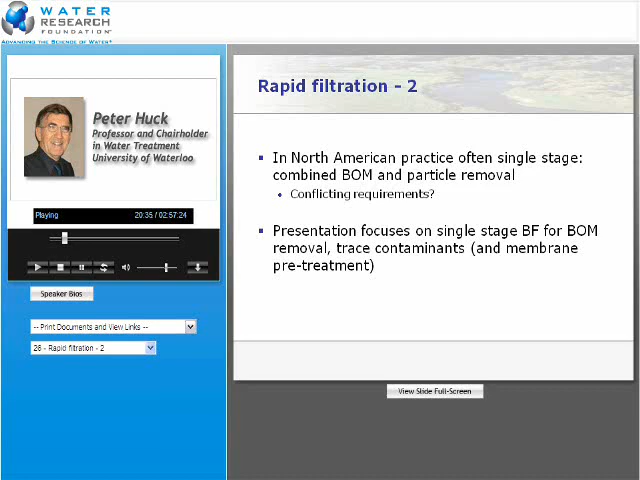 WATER
RESEARCH
FOUNDATION
ADVANCING THE SCIENCE OF WATER
Peter Huck
Professor and Chairholder
in Water Treatment
University of Waterloo
Playing 20:35 / 02:57:24
Speaker Bios
-- Print Documents and View Links --
26 - Rapid filtration - 2
Rapid filtration - 2
In North American practice often single stage:
combined BOM and particle removal
Conflicting requirements?
Presentation focuses on single stage BF for BOM
removal, trace contaminants (and membrane
pre-treatment)
View Slide Full-Screen